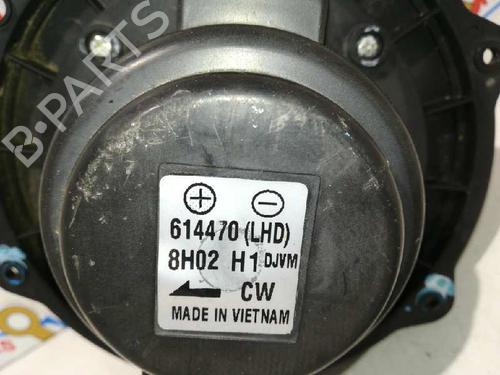 B-PARTS
⊕ ⊖
614470 (LHD)
8H02 H1 DJVM
← CW
MADE IN VIETNAM